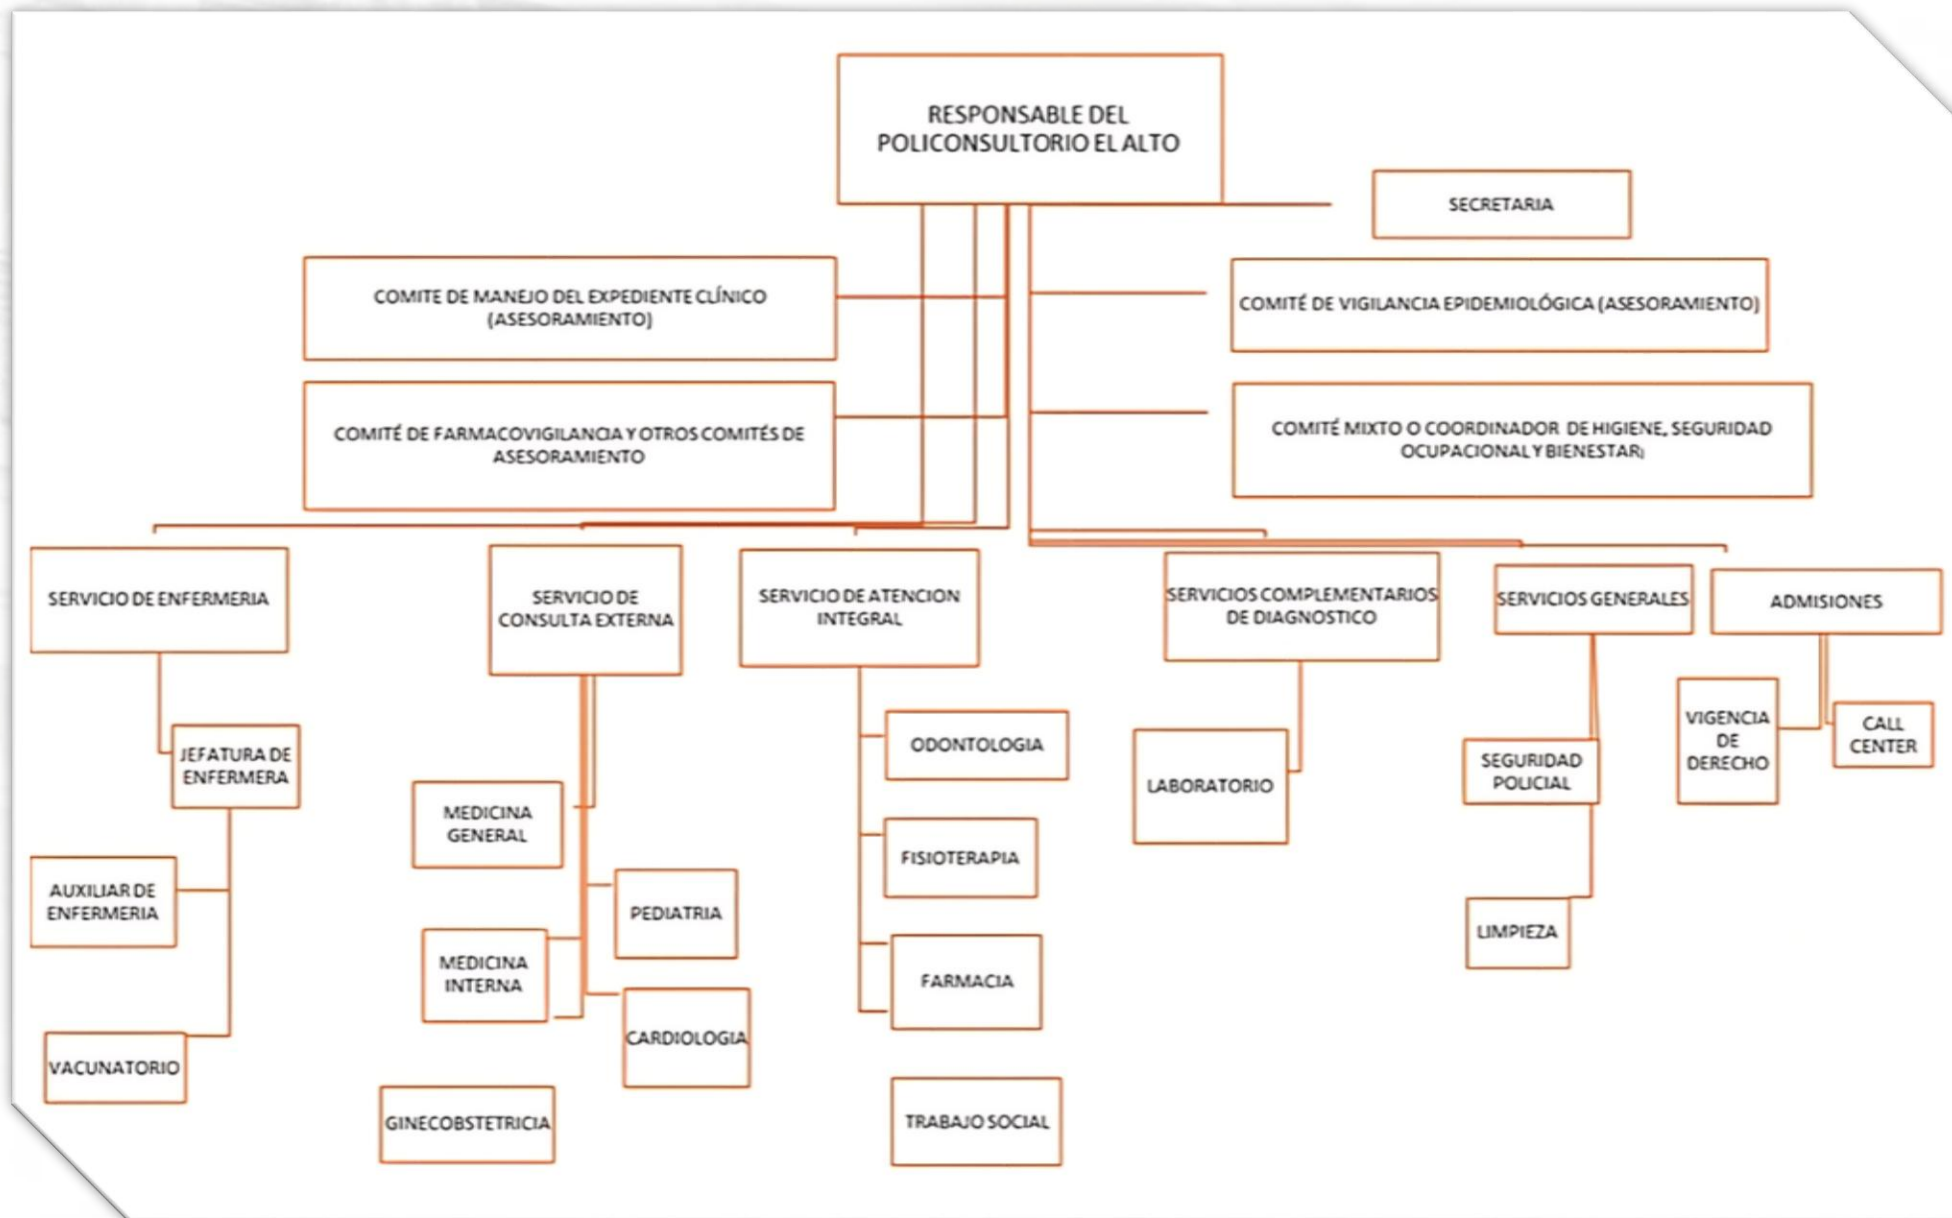 RESPONSABLE DEL
POLICONSULTORIO EL ALTO
SECRETARIA
COMITE DE MANEJO DEL EXPEDIENTE CLÍNICO
(ASESORAMIENTO)
COMITÉ DE VIGILANCIA EPIDEMIOLÓGICA (ASESORAMIENTO)
COMITÉ DE FARMACOVIGILANCIA Y OTROS COMITÉS DE
ASESORAMIENTO
COMITÉ MIXTO O COORDINADOR DE HIGIENE, SEGURIDAD
OCUPACIONAL Y BIENESTAR)
SERVICIO DE ENFERMERIA
SERVICIO DE
CONSULTA EXTERNA
SERVICIO DE ATENCION
INTEGRAL
SERVICIOS COMPLEMENTARIOS
DE DIAGNOSTICO
SERVICIOS GENERALES
ADMISIONES
JEFATURA DE
ENFERMERA
AUXILIAR DE
ENFERMERIA
VACUNATORIO
MEDICINA
GENERAL
PEDIATRIA
MEDICINA
INTERNA
CARDIOLOGIA
GINECOBSTETRICIA
ODONTOLOGIA
FISIOTERAPIA
FARMACIA
TRABAJO SOCIAL
LABORATORIO
SEGURIDAD
POLICIAL
LIMPIEZA
VIGENCIA
DE
DERECHO
CALL
CENTER